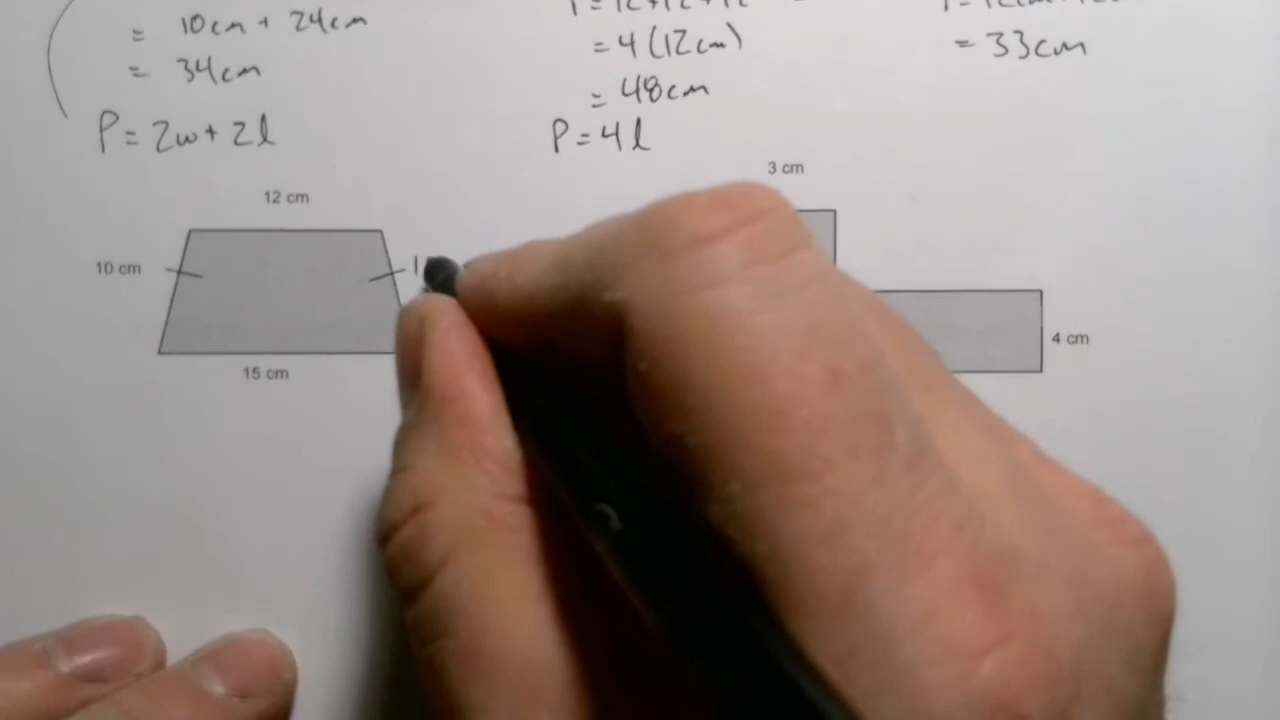 = 10cm + 24cm
= 34cm
P = 2w + 2l
= 4(12cm)
= 48cm
P = 4l
= 33cm
12 cm
10 cm
15 cm
3 cm
4 cm